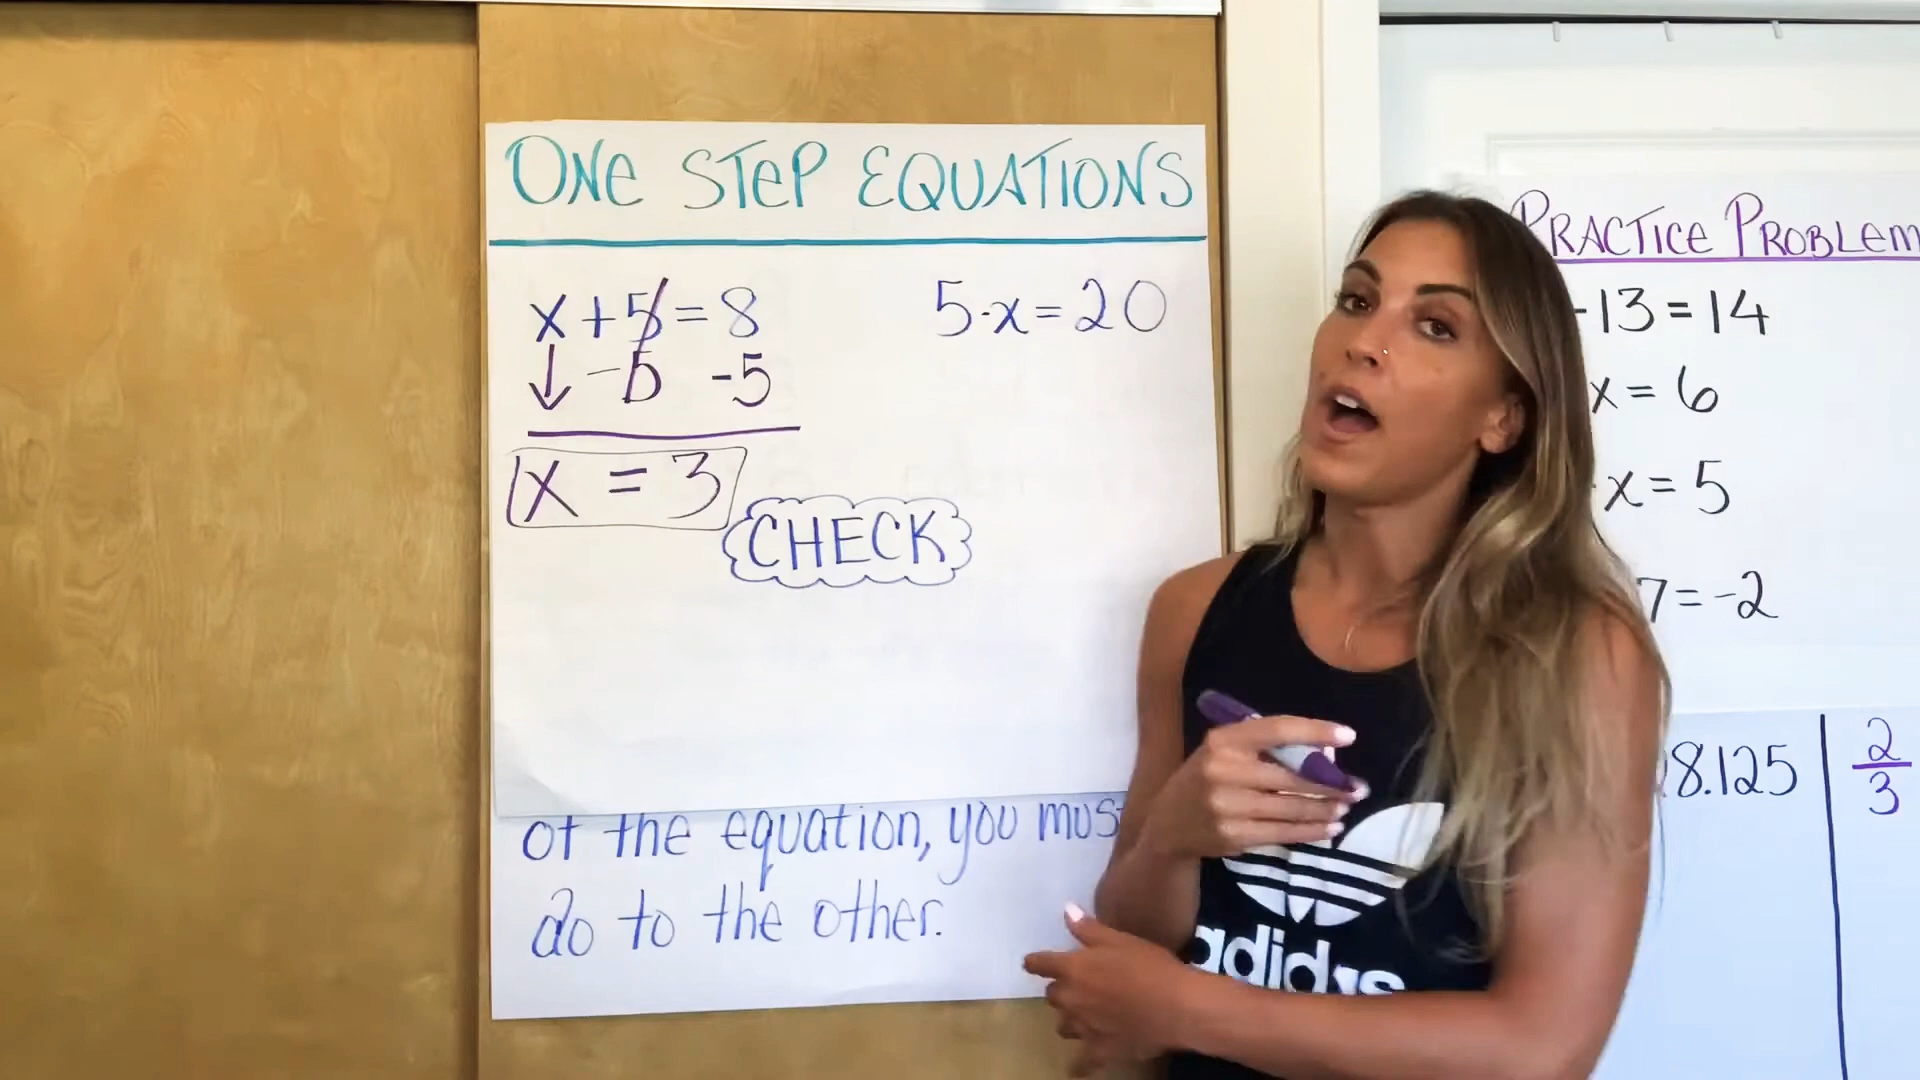 ONE STEP EQUATIONS
x + 5 = 8
- 5 -5
x = 3
CHECK
5·x = 20
of the equation, you must
do to the other.
PRACTICE PROBLEM
-13 = 14
x = 6
x = 5
7 = -2
8.125
2
3
adidas